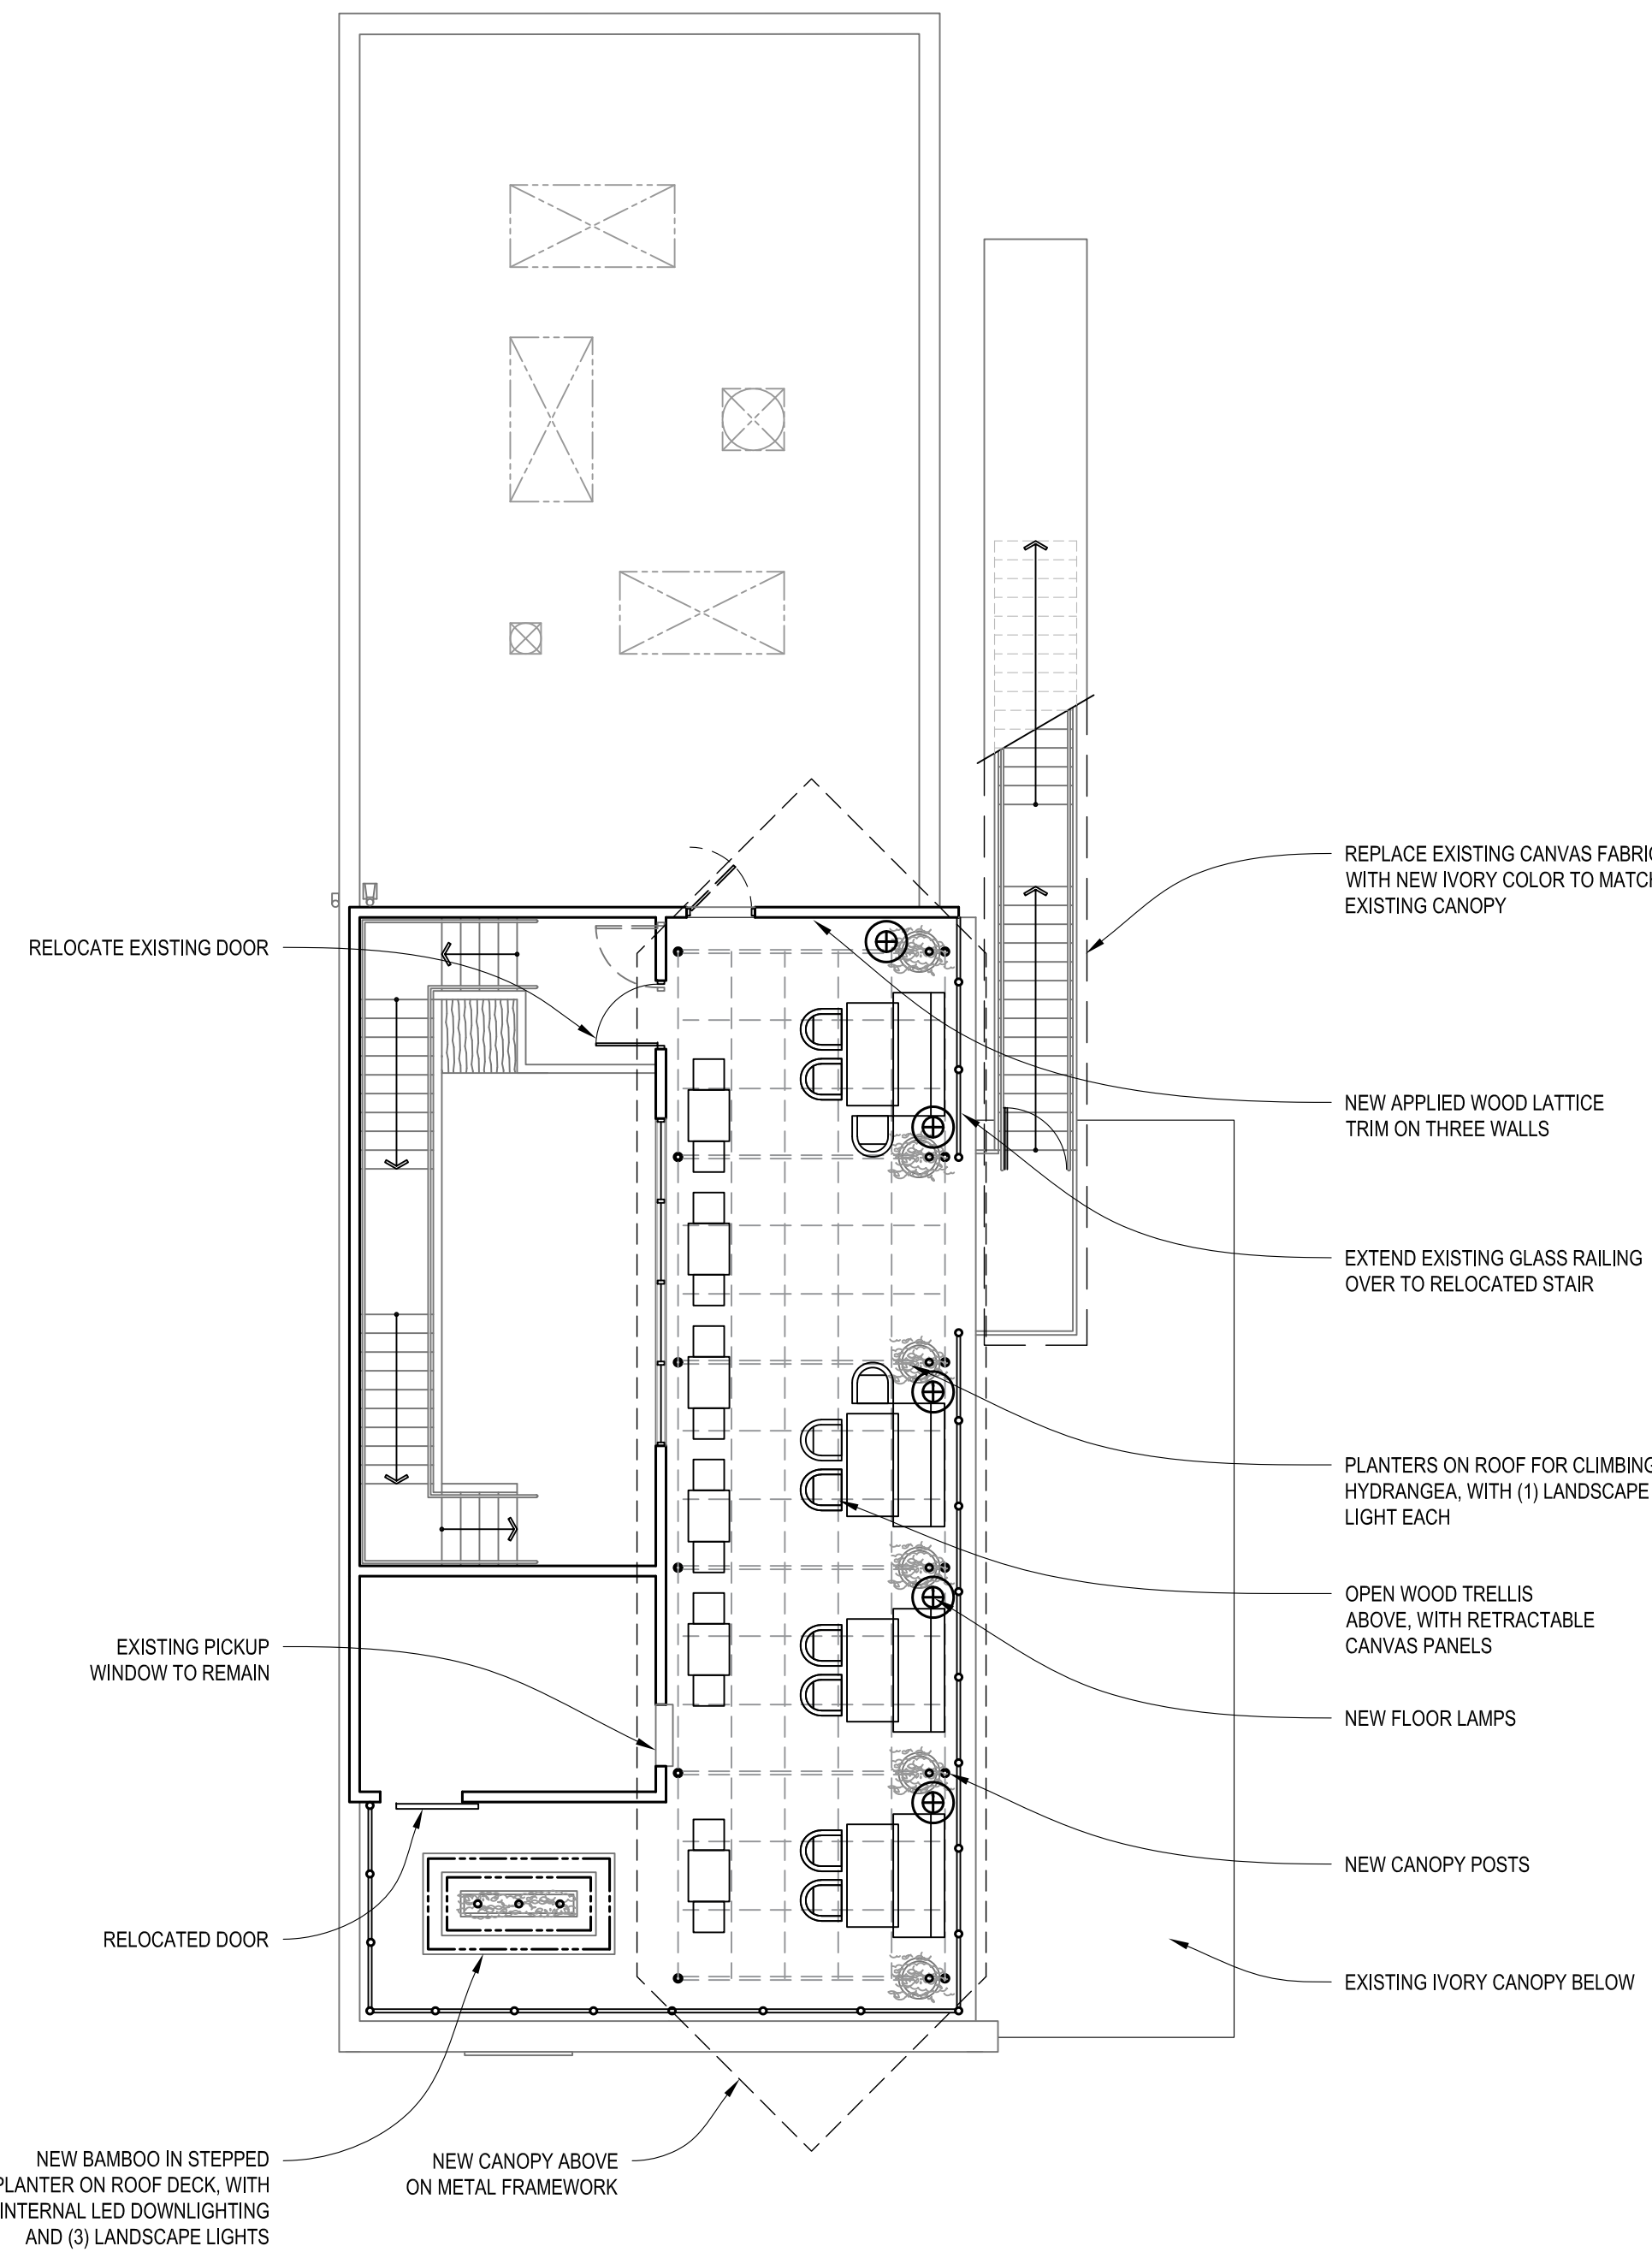 REPLACE EXISTING CANVAS FABRIC
WITH NEW IVORY COLOR TO MATCH
EXISTING CANOPY
RELOCATE EXISTING DOOR
NEW APPLIED WOOD LATTICE
TRIM ON THREE WALLS
EXTEND EXISTING GLASS RAILING
OVER TO RELOCATED STAIR
PLANTERS ON ROOF FOR CLIMBING
HYDRANGEA, WITH (1) LANDSCAPE
LIGHT EACH
OPEN WOOD TRELLIS
ABOVE, WITH RETRACTABLE
CANVAS PANELS
EXISTING PICKUP
WINDOW TO REMAIN
NEW FLOOR LAMPS
NEW CANOPY POSTS
RELOCATED DOOR
EXISTING IVORY CANOPY BELOW
NEW BAMBOO IN STEPPED
PLANTER ON ROOF DECK, WITH
INTERNAL LED DOWNLIGHTING
AND (3) LANDSCAPE LIGHTS
NEW CANOPY ABOVE
ON METAL FRAMEWORK